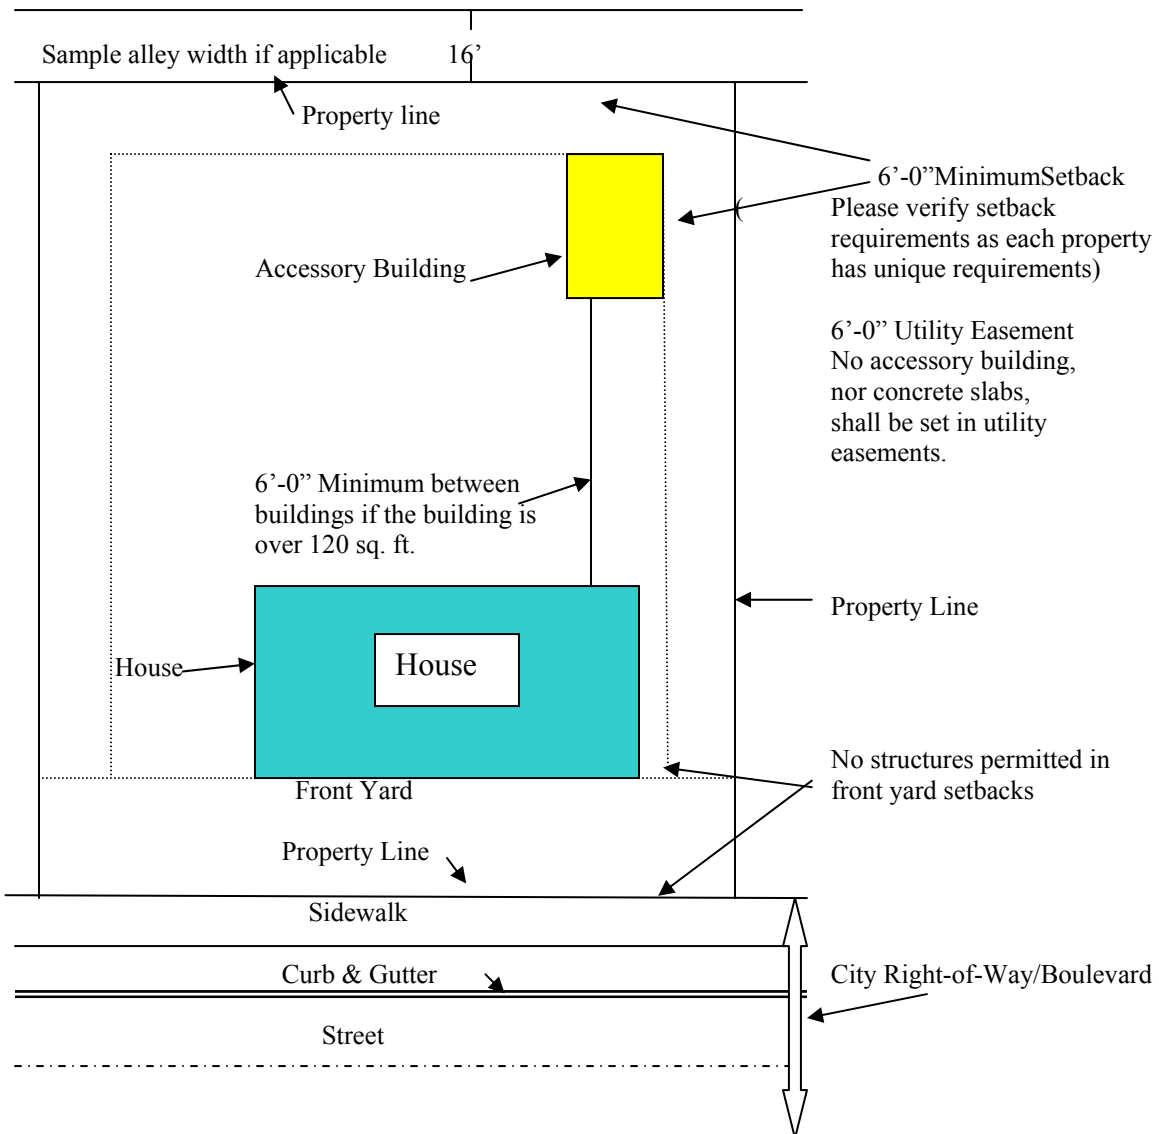 Sample alley width if applicable 16’
Property line
6’-0”MinimumSetback
(
Please verify setback
requirements as each property
has unique requirements)
Accessory Building
6’-0” Utility Easement
No accessory building,
nor concrete slabs,
shall be set in utility
easements.
6’-0” Minimum between
buildings if the building is
over 120 sq. ft.
Property Line
House
House
No structures permitted in
front yard setbacks
Front Yard
Property Line
Sidewalk
Curb & Gutter
City Right-of-Way/Boulevard
Street